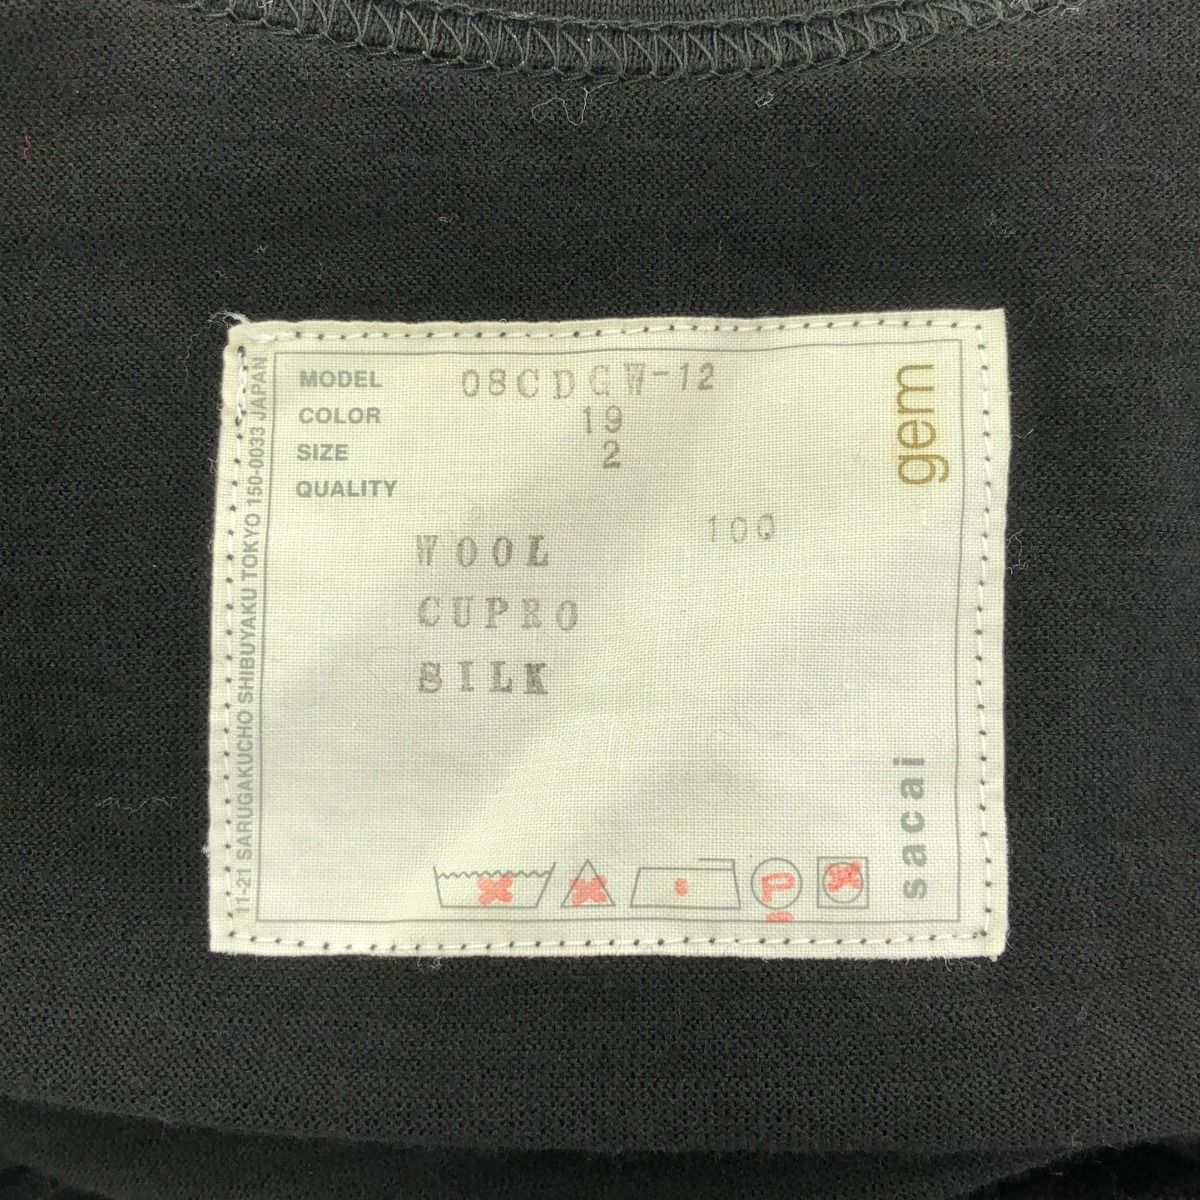 MODEL 08CDGW-12
COLOR 19
SIZE 2
QUALITY
WOOL 100
CUPRO
SILK
gem
sacai
11-21 SARUGAKUCHO SHIBUYAKU TOKYO 150-0033 JAPAN
P